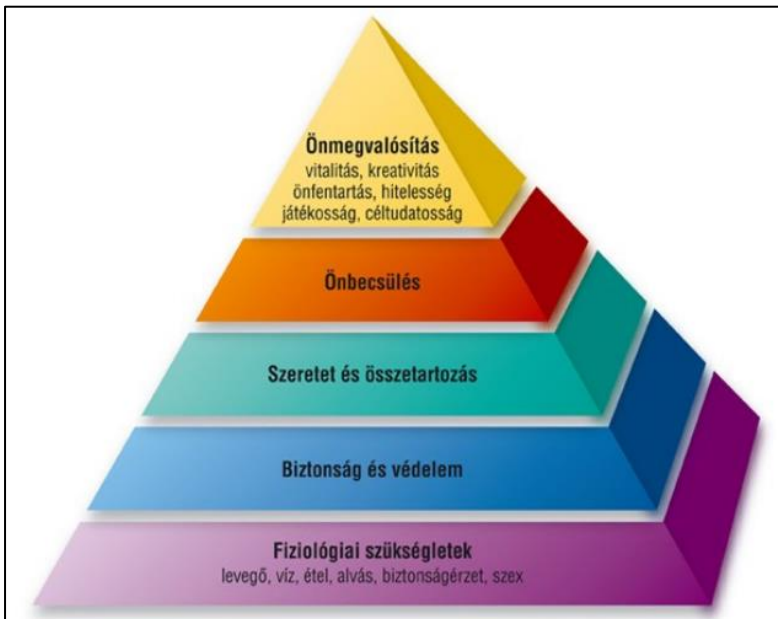 Önmegvalósítás
vitalitás, kreativitás
önfentartás, hitelesség
játékosság, céltudatosság
Önbecsülés
Szeretet és összetartozás
Biztonság és védelem
Fiziológiai szükségletek
levegő, víz, étel, alvás, biztonságérzet, szex